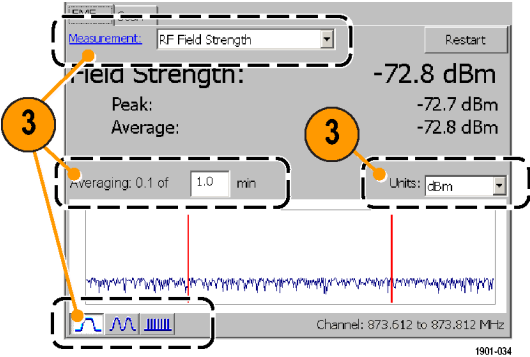 EMF Scan
Measurement: RF Field Strength Restart
Field Strength: -72.8 dBm
Peak: -72.7 dBm
Average: -72.8 dBm
3
3
Averaging: 0.1 of 1.0 min Units: dBm
Channel: 873.612 to 873.812 MHz
1901-034